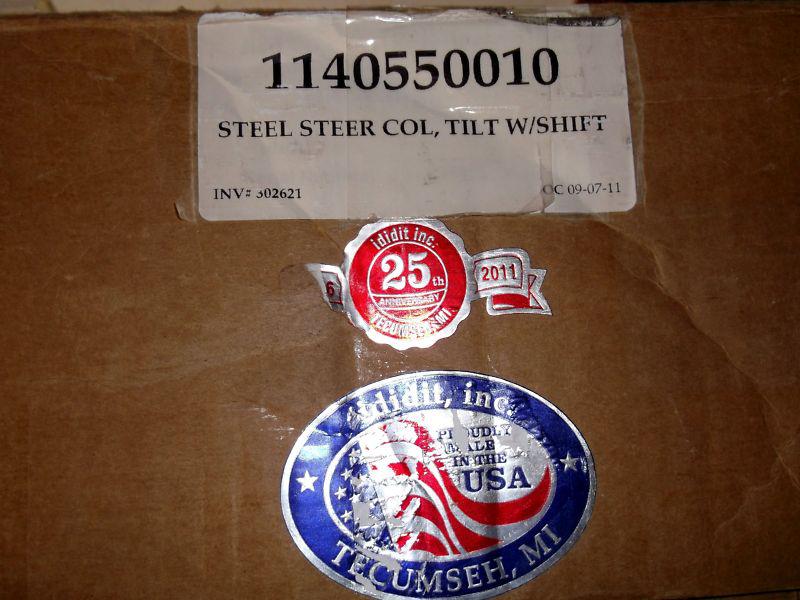 1140550010
STEEL STEER COL, TILT W/SHIFT
INV# 302621
OC 09-07-11
ididit inc.
25th
ANNIVERSARY
6
2011
TECUMSEH, MI
ididit, inc.
PROUDLY
MADE
IN THE
USA
TECUMSEH, MI